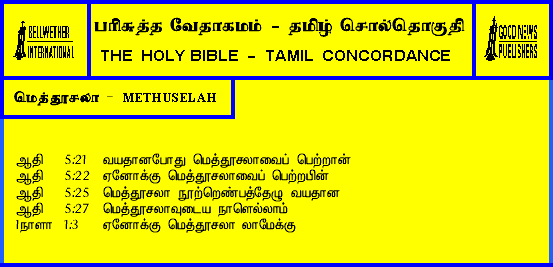 BELLWETHER
INTERNATIONAL
பரிசுத்த வேதாகமம் - தமிழ் சொல்தொகுதி
THE HOLY BIBLE - TAMIL CONCORDANCE
GOOD NEWS
PUBLISHERS
மெத்தூசலா - METHUSELAH
ஆதி 5:21 வயதானபோது மெத்தூசலாவைப் பெற்றான்
ஆதி 5:22 ஏனோக்கு மெத்தூசலாவைப் பெற்றபின்
ஆதி 5:25 மெத்தூசலா நூற்றெண்பத்தேழு வயதான
ஆதி 5:27 மெத்தூசலாவுடைய நாளெல்லாம்
1நாளா 1:3 ஏனோக்கு மெத்தூசலா லாமேக்கு